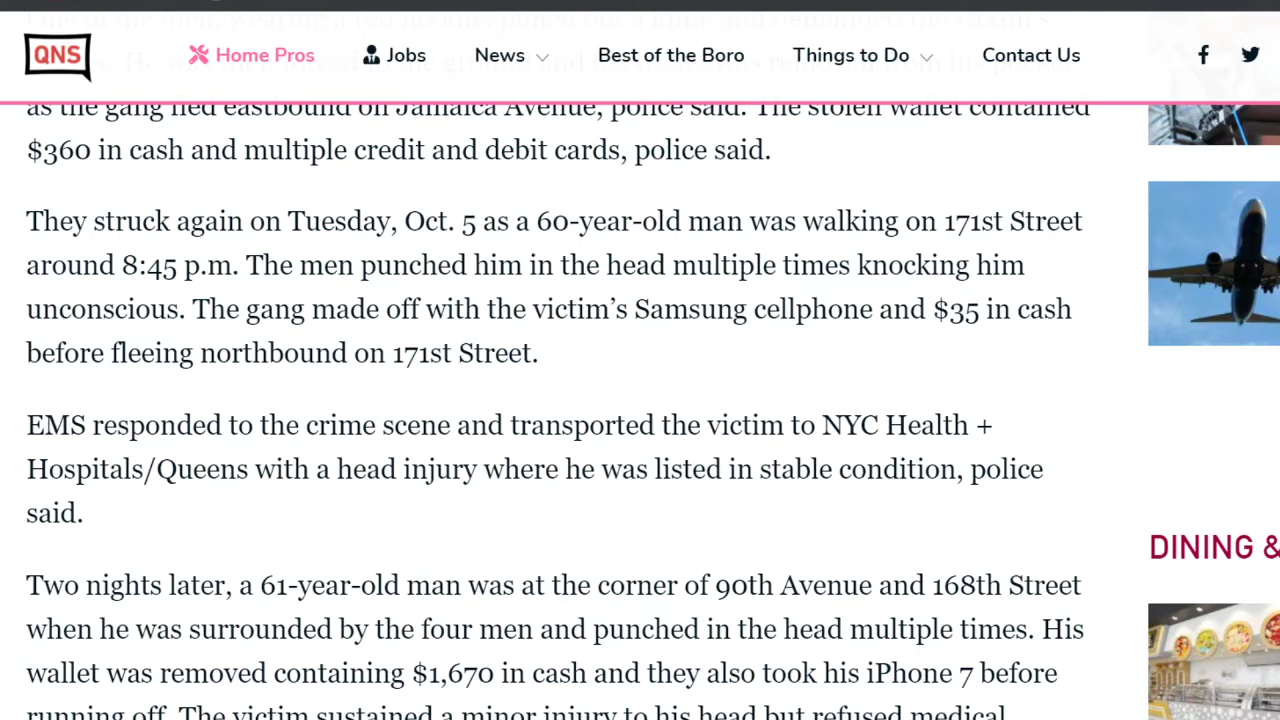 QNS
Home Pros
Jobs
News
Best of the Boro
Things to Do
Contact Us
as the gang fled eastbound on Jamaica Avenue, police said. The stolen wallet contained
$360 in cash and multiple credit and debit cards, police said.
They struck again on Tuesday, Oct. 5 as a 60-year-old man was walking on 171st Street
around 8:45 p.m. The men punched him in the head multiple times knocking him
unconscious. The gang made off with the victim’s Samsung cellphone and $35 in cash
before fleeing northbound on 171st Street.
EMS responded to the crime scene and transported the victim to NYC Health +
Hospitals/Queens with a head injury where he was listed in stable condition, police
said.
Two nights later, a 61-year-old man was at the corner of 90th Avenue and 168th Street
when he was surrounded by the four men and punched in the head multiple times. His
wallet was removed containing $1,670 in cash and they also took his iPhone 7 before
running off. The victim sustained a minor injury to his head but refused medical
DINING &